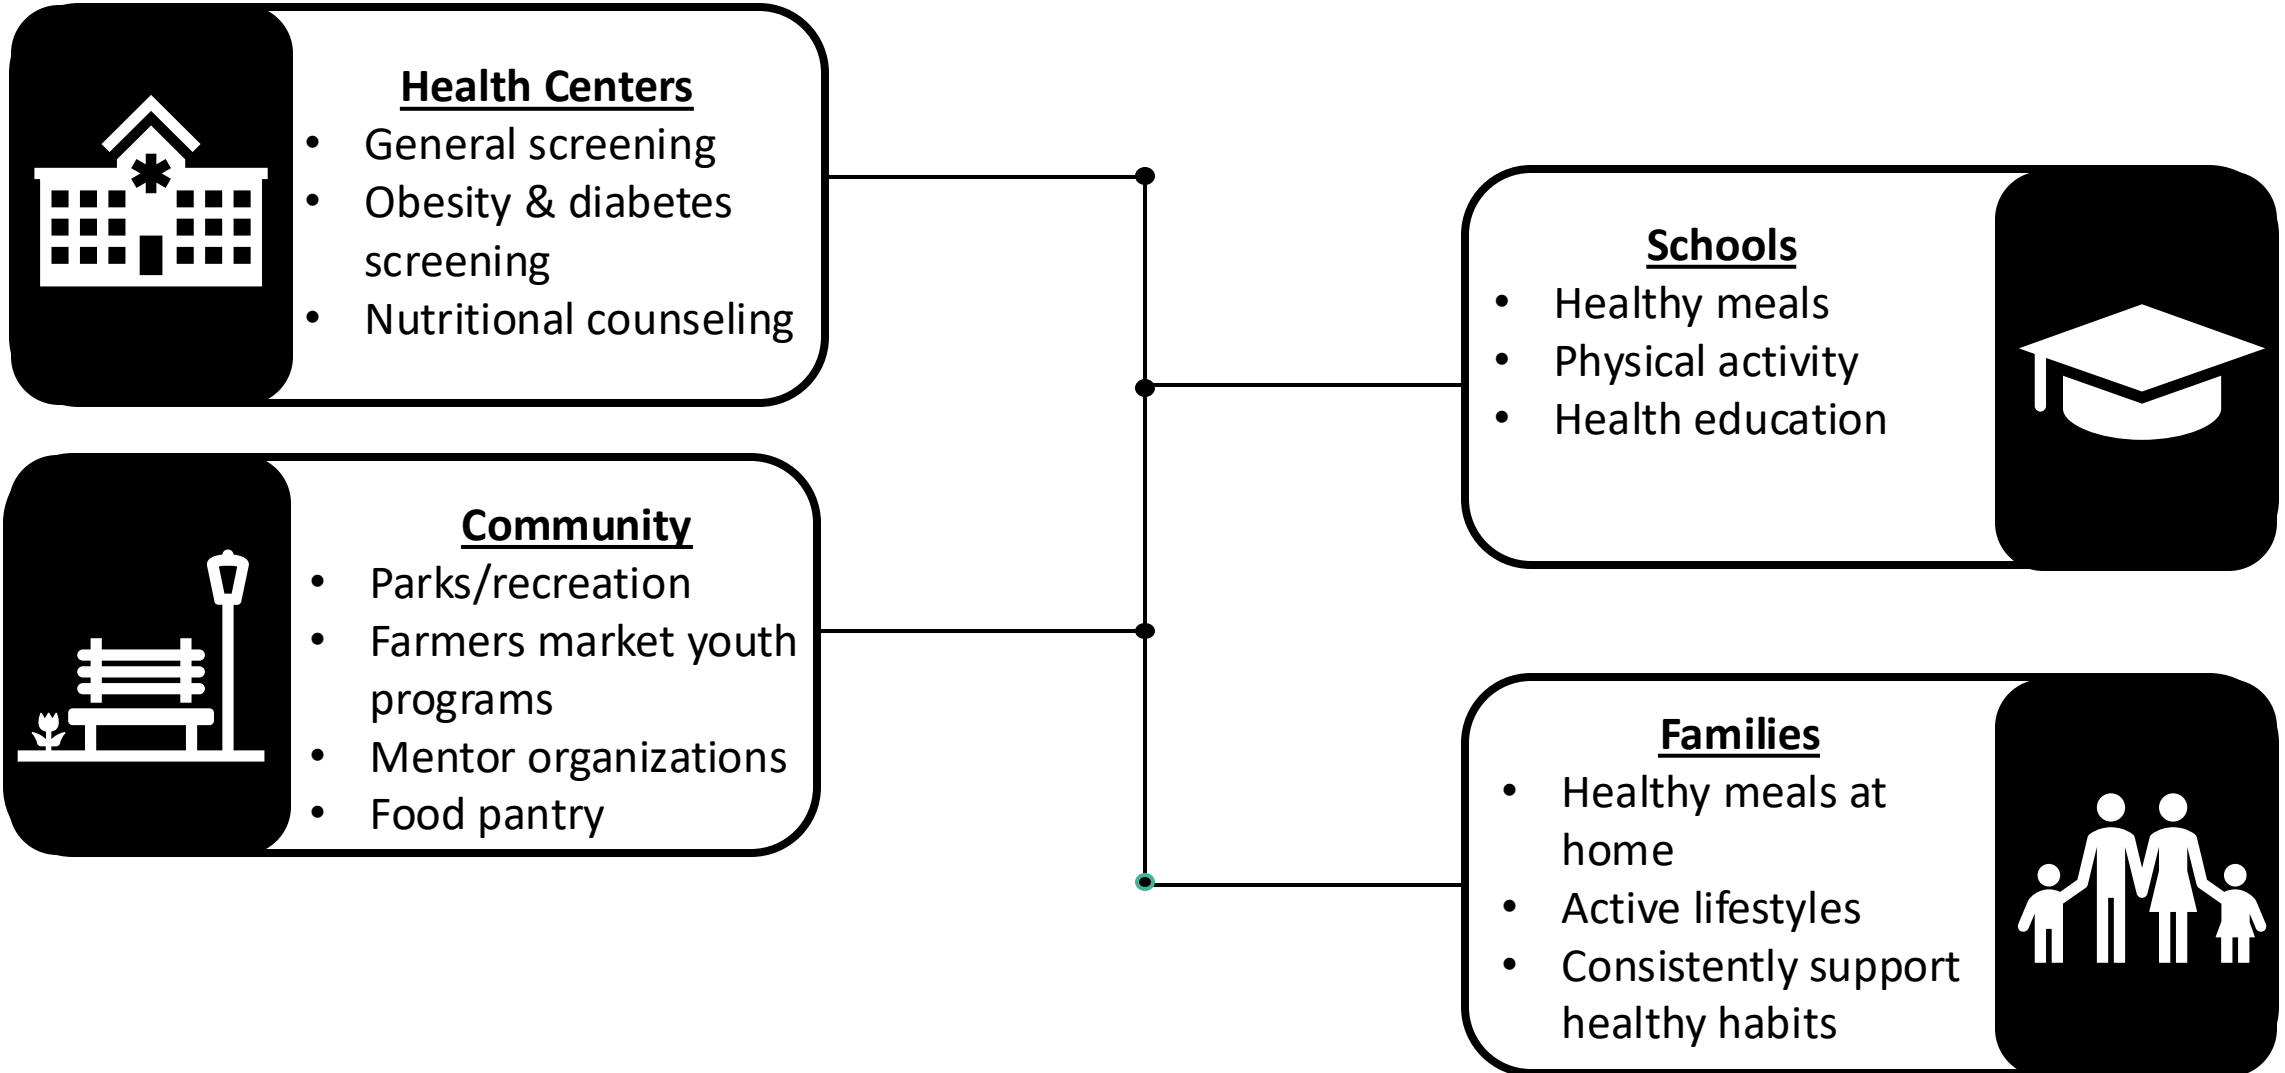 Health Centers
• General screening
• Obesity & diabetes
screening
• Nutritional counseling
Community
• Parks/recreation
• Farmers market youth
programs
• Mentor organizations
• Food pantry
Schools
• Healthy meals
• Physical activity
• Health education
Families
• Healthy meals at
home
• Active lifestyles
• Consistently support
healthy habits